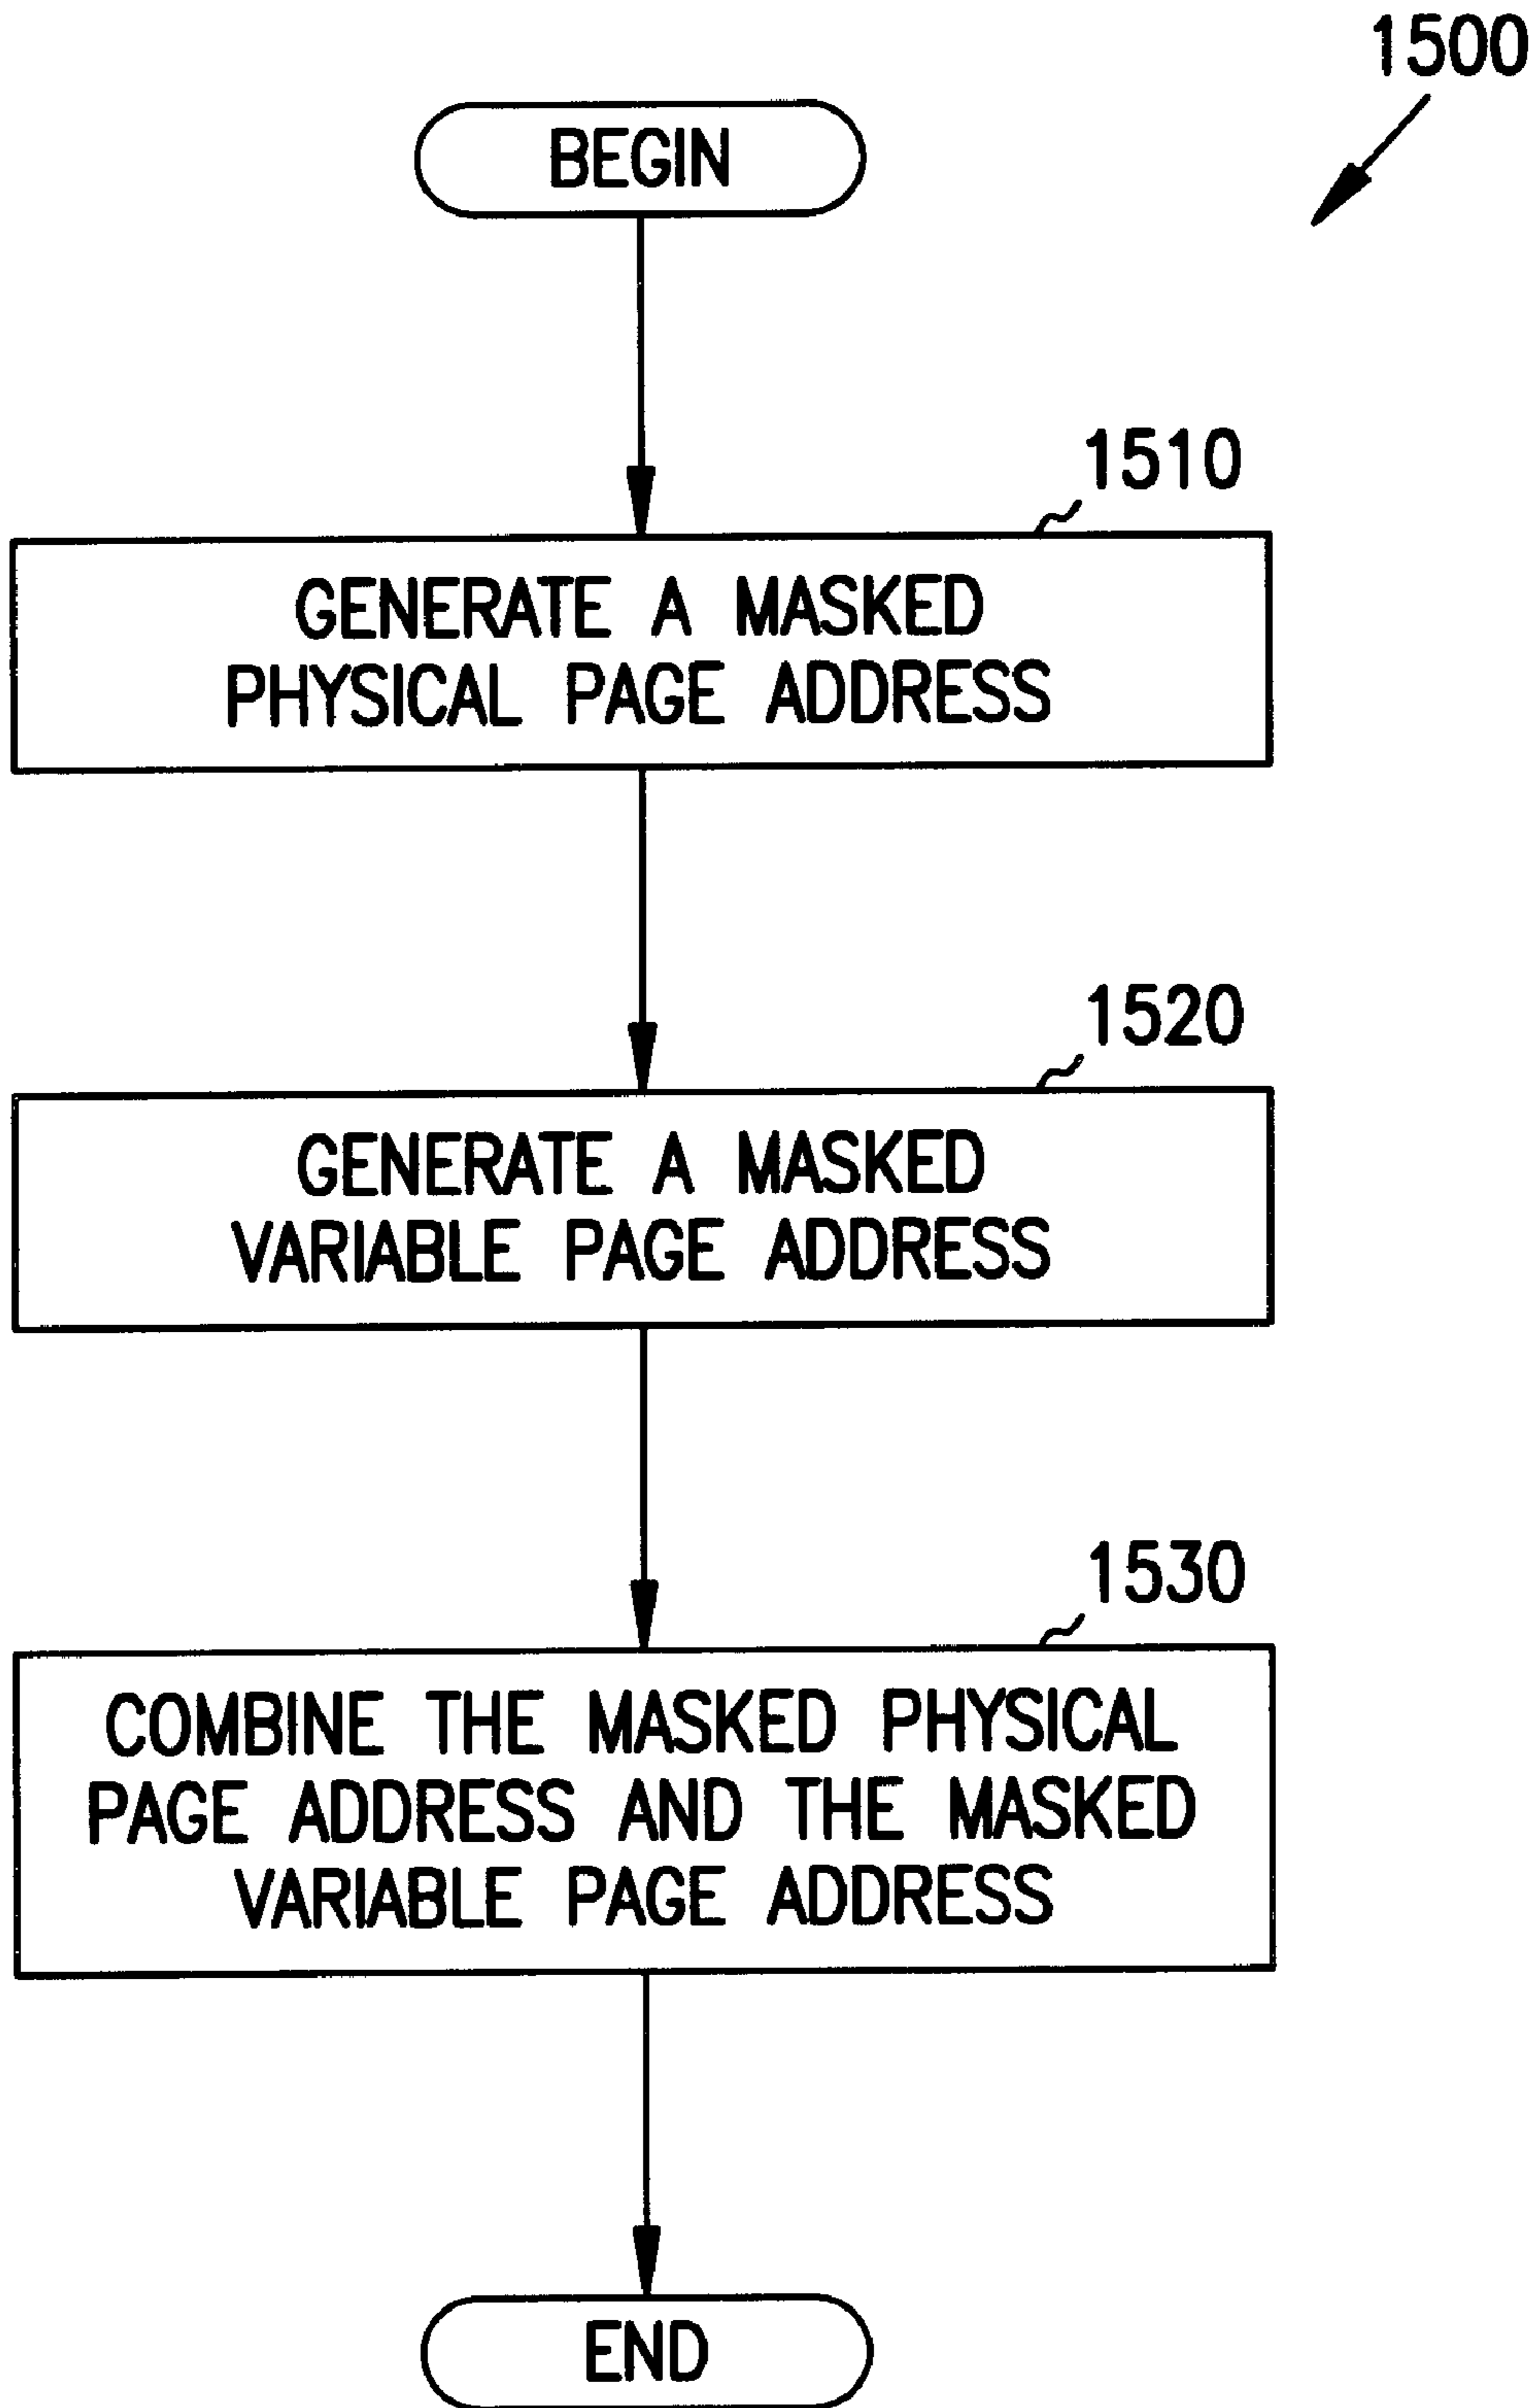 1500
BEGIN
1510
GENERATE A MASKED
PHYSICAL PAGE ADDRESS
1520
GENERATE A MASKED
VARIABLE PAGE ADDRESS
1530
COMBINE THE MASKED PHYSICAL
PAGE ADDRESS AND THE MASKED
VARIABLE PAGE ADDRESS
END